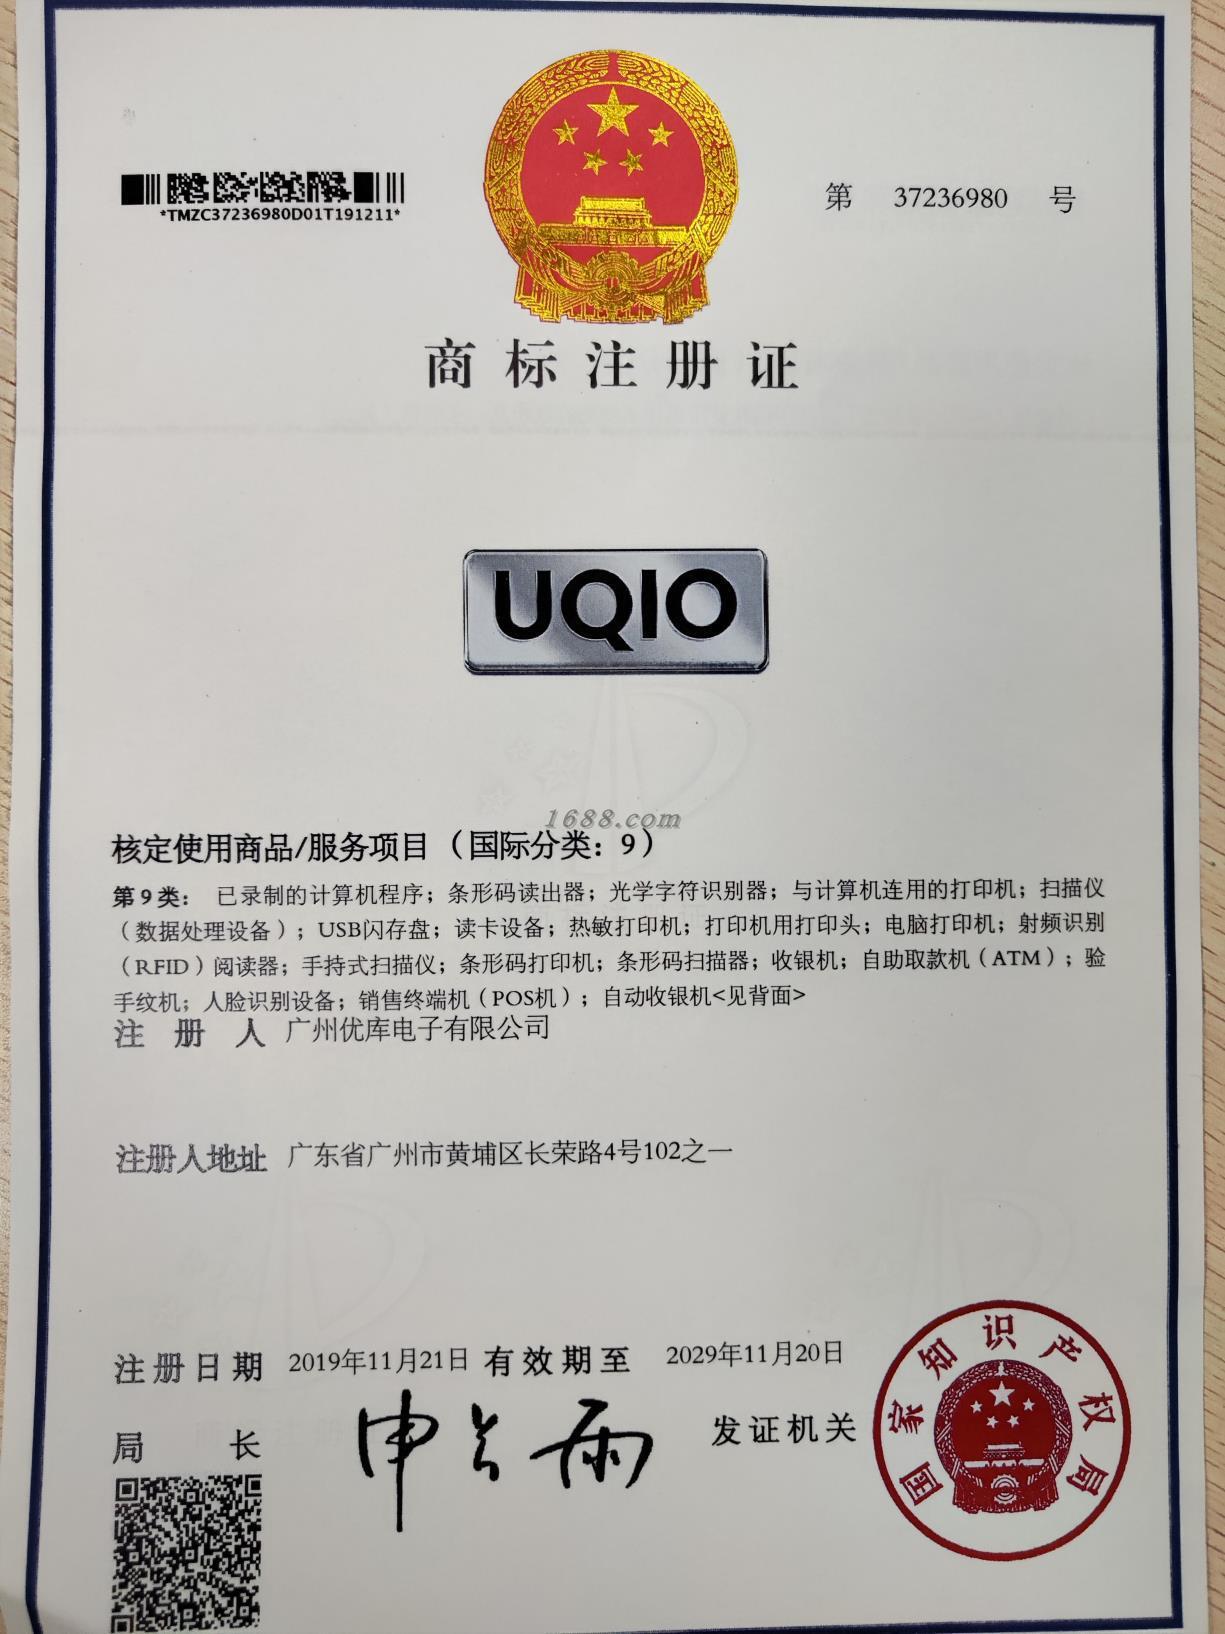 *TMZC37236980D01T191211*
第 37236980 号
商标注册证
UQIO
1688.com
核定使用商品/服务项目（国际分类：9）
第9类：已录制的计算机程序；条形码读出器；光学字符识别器；与计算机连用的打印机；扫描仪
（数据处理设备）；USB闪存盘；读卡设备；热敏打印机；打印机用打印头；电脑打印机；射频识别
（RFID）阅读器；手持式扫描仪；条形码打印机；条形码扫描器；收银机；自助取款机（ATM）；验
手纹机；人脸识别设备；销售终端机（POS机）；自动收银机<见背面>
注册人 广州优库电子有限公司
注册人地址 广东省广州市黄埔区长荣路4号102之一
注册日期 2019年11月21日 有效期至 2029年11月20日
局长 申长雨 发证机关
国家知识产权局